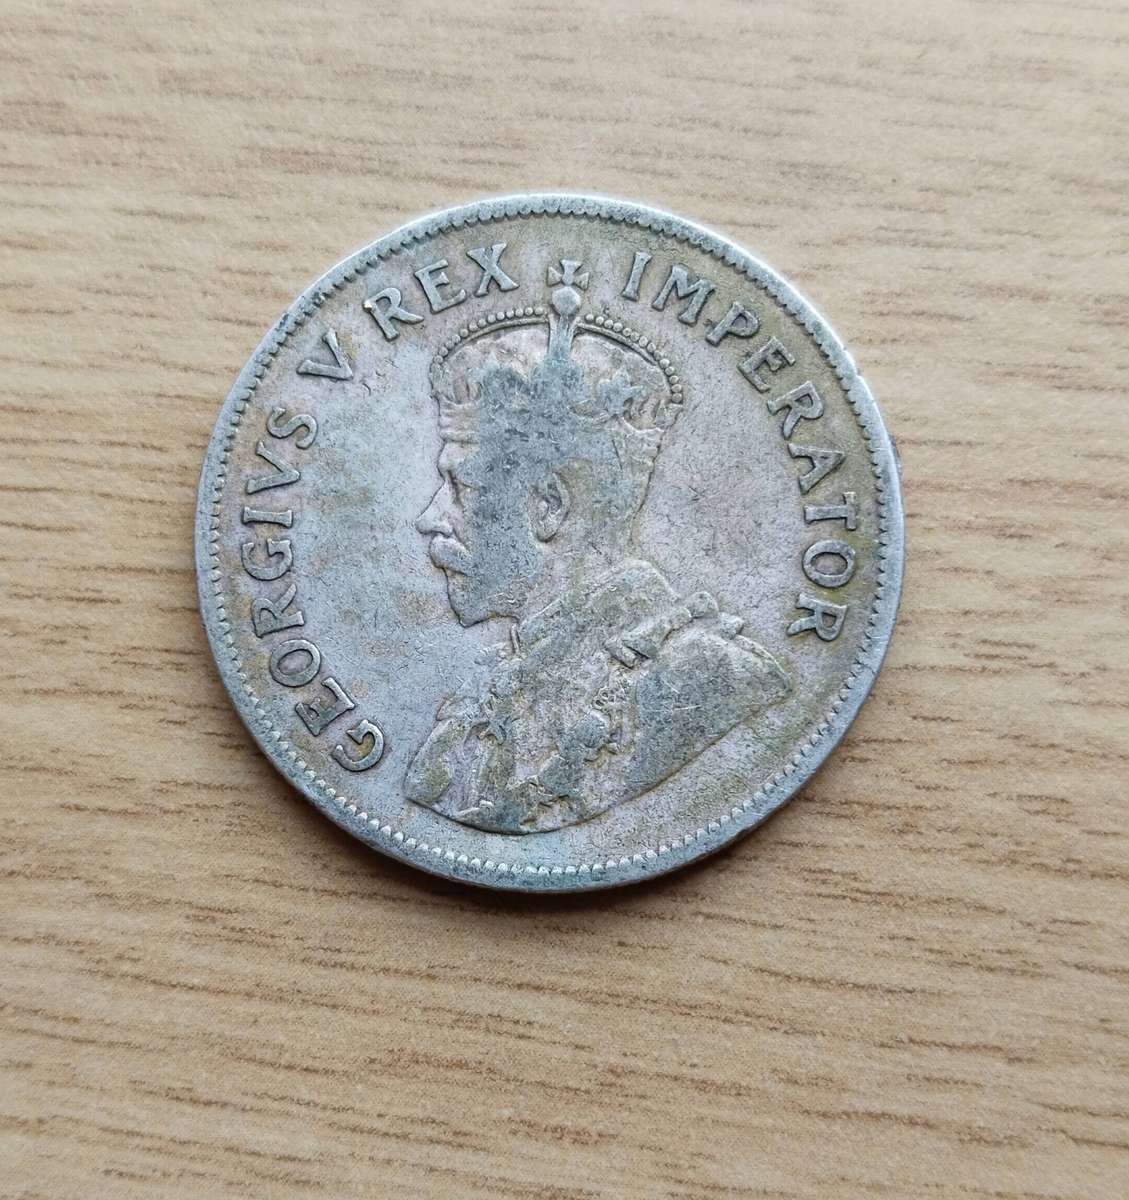 GEORGIVS V REX IMPERATOR